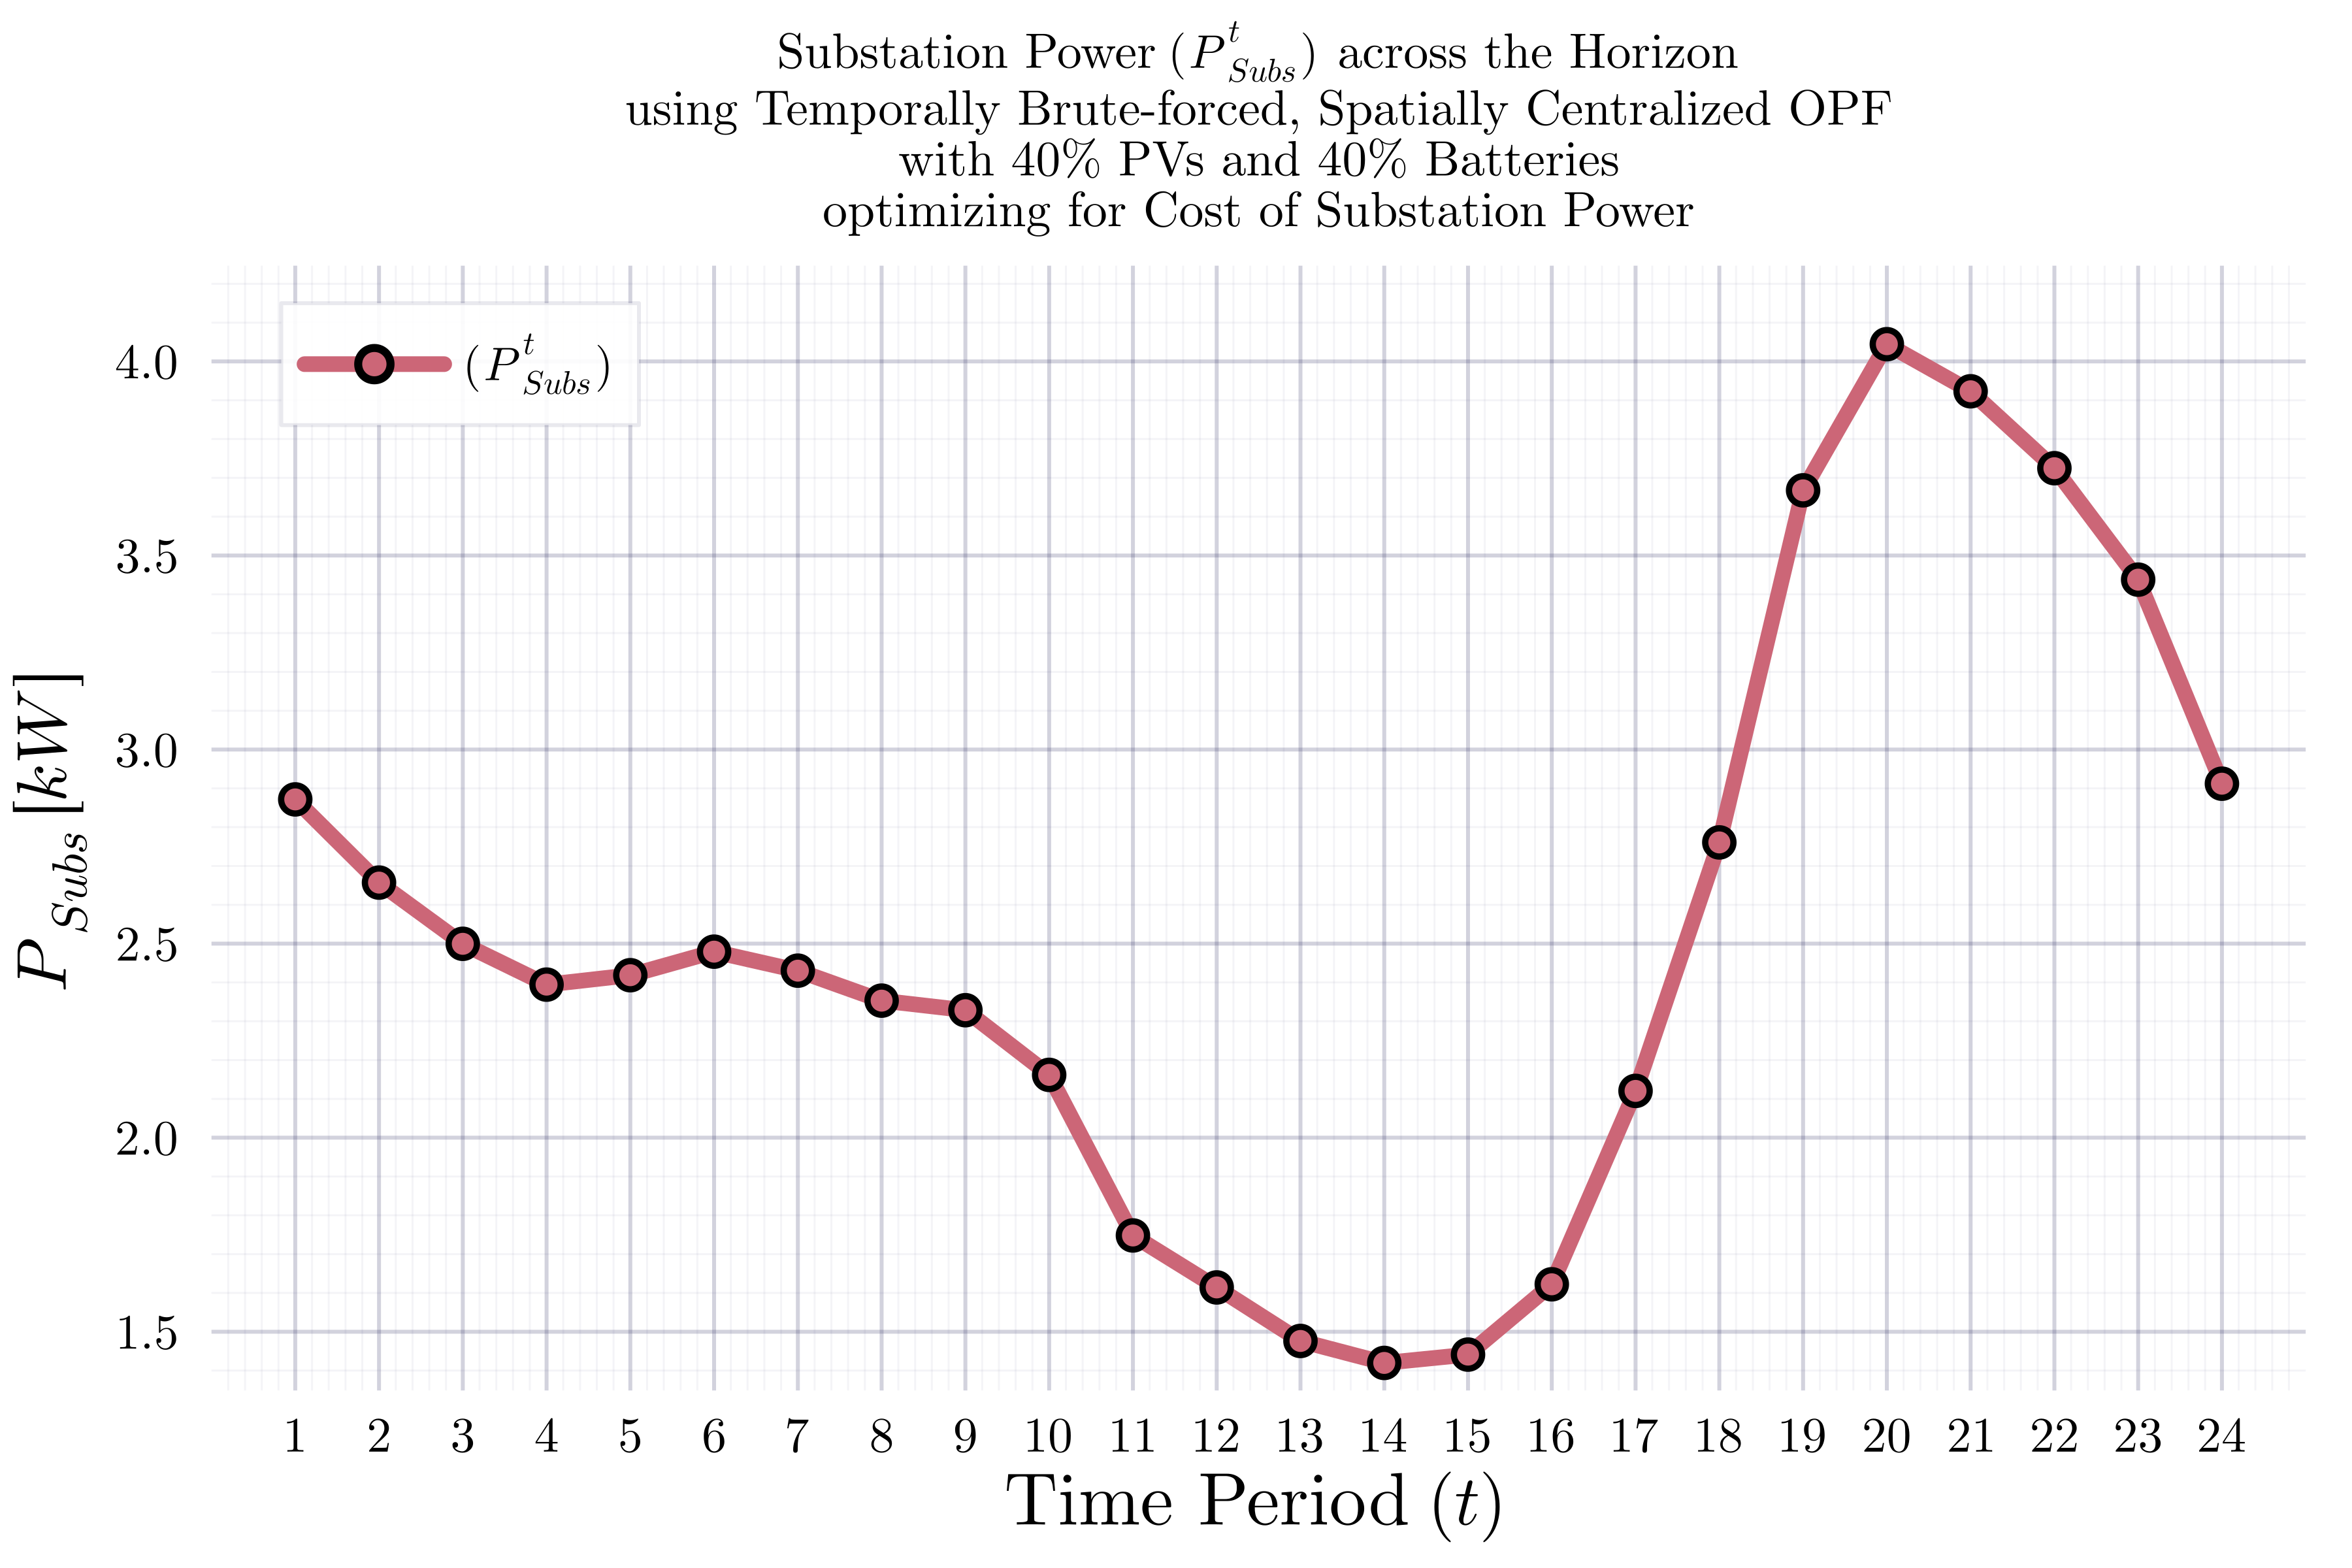 Substation Power (P^t_Subs) across the Horizon
using Temporally Brute-forced, Spatially Centralized OPF
with 40% PVs and 40% Batteries
optimizing for Cost of Substation Power
(P^t_Subs)
4.0
3.5
3.0
2.5
2.0
1.5
P_Subs [kW]
1 2 3 4 5 6 7 8 9 10 11 12 13 14 15 16 17 18 19 20 21 22 23 24
Time Period (t)